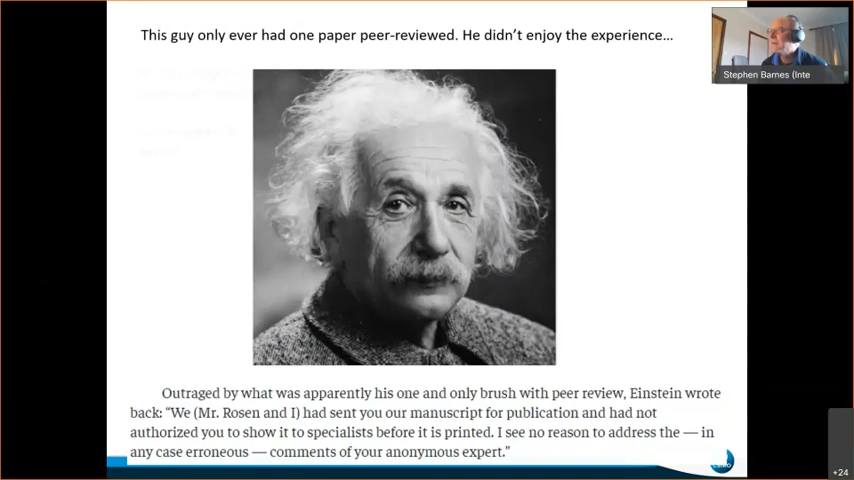 This guy only ever had one paper peer-reviewed. He didn't enjoy the experience…
Stephen Barnes (Inte
Outraged by what was apparently his one and only brush with peer review, Einstein wrote
back: “We (Mr. Rosen and I) had sent you our manuscript for publication and had not
authorized you to show it to specialists before it is printed. I see no reason to address the — in
any case erroneous — comments of your anonymous expert.”
+24